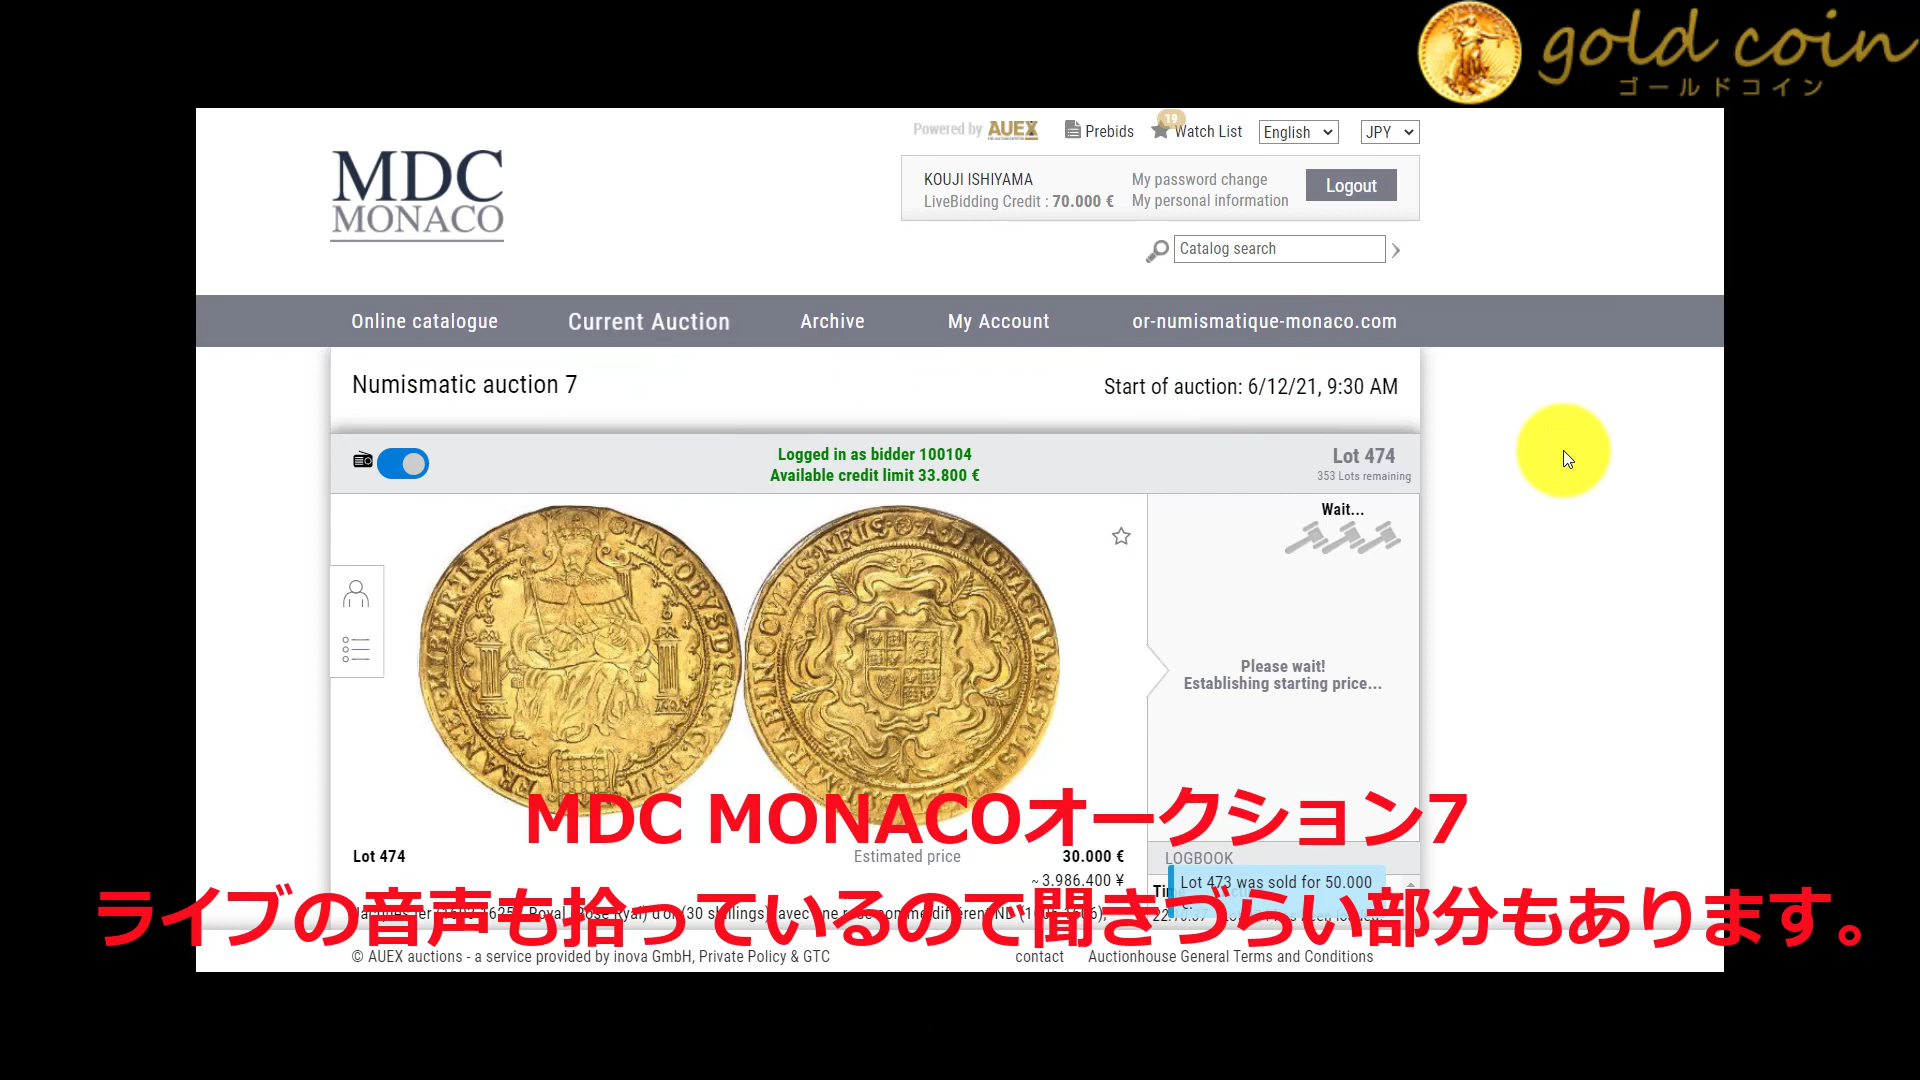 gold coin
ゴールドコイン
Powered by AUEX
Prebids
19
Watch List
English
JPY
MDC
MONACO
KOUJI ISHIYAMA
My password change
Logout
LiveBidding Credit : 70.000 €
My personal information
Catalog search
Online catalogue
Current Auction
Archive
My Account
or-numismatique-monaco.com
Numismatic auction 7
Start of auction: 6/12/21, 9:30 AM
Logged in as bidder 100104
Available credit limit 33.800 €
Lot 474
353 Lots remaining
Wait...
Please wait!
Establishing starting price...
MDC MONACOオークション7
Lot 474
Estimated price
30.000 €
LOGBOOK
~ 3.986.400 ¥
Lot 473 was sold for 50.000
ライブの音声も拾っているので聞きづらい部分もあります。
© AUEX auctions - a service provided by inova GmbH, Private Policy & GTC
contact
Auctionhouse General Terms and Conditions